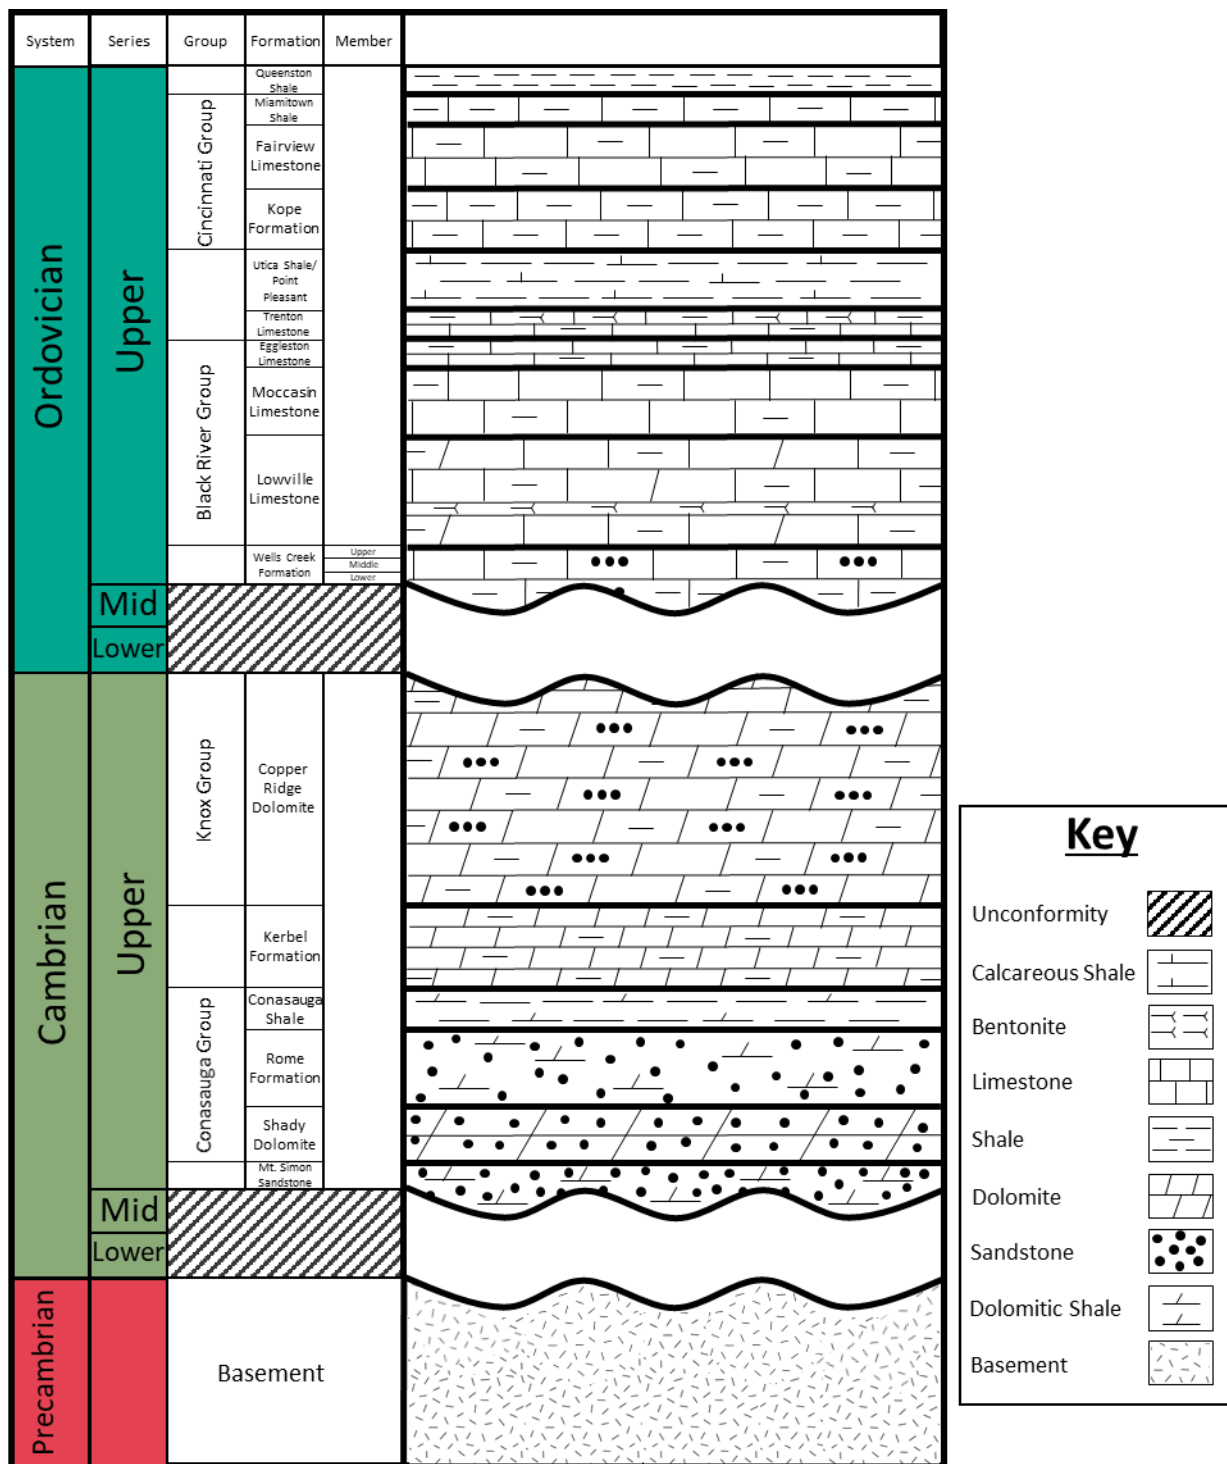 System
Series
Group
Formation
Member
Ordovician
Upper
Queenston
Shale
Cincinnati Group
Miamitown
Shale
Fairview
Limestone
Kope
Formation
Utica Shale/
Point
Pleasant
Trenton
Limestone
Black River Group
Eggleston
Limestone
Moccasin
Limestone
Lowville
Limestone
Wells Creek
Formation
Upper
Middle
Lower
Mid
Lower
Cambrian
Upper
Knox Group
Copper
Ridge
Dolomite
Kerbel
Formation
Conasauga Group
Conasauga
Shale
Rome
Formation
Shady
Dolomite
Mt. Simon
Sandstone
Mid
Lower
Precambrian
Basement
Key
Unconformity
Calcareous Shale
Bentonite
Limestone
Shale
Dolomite
Sandstone
Dolomitic Shale
Basement